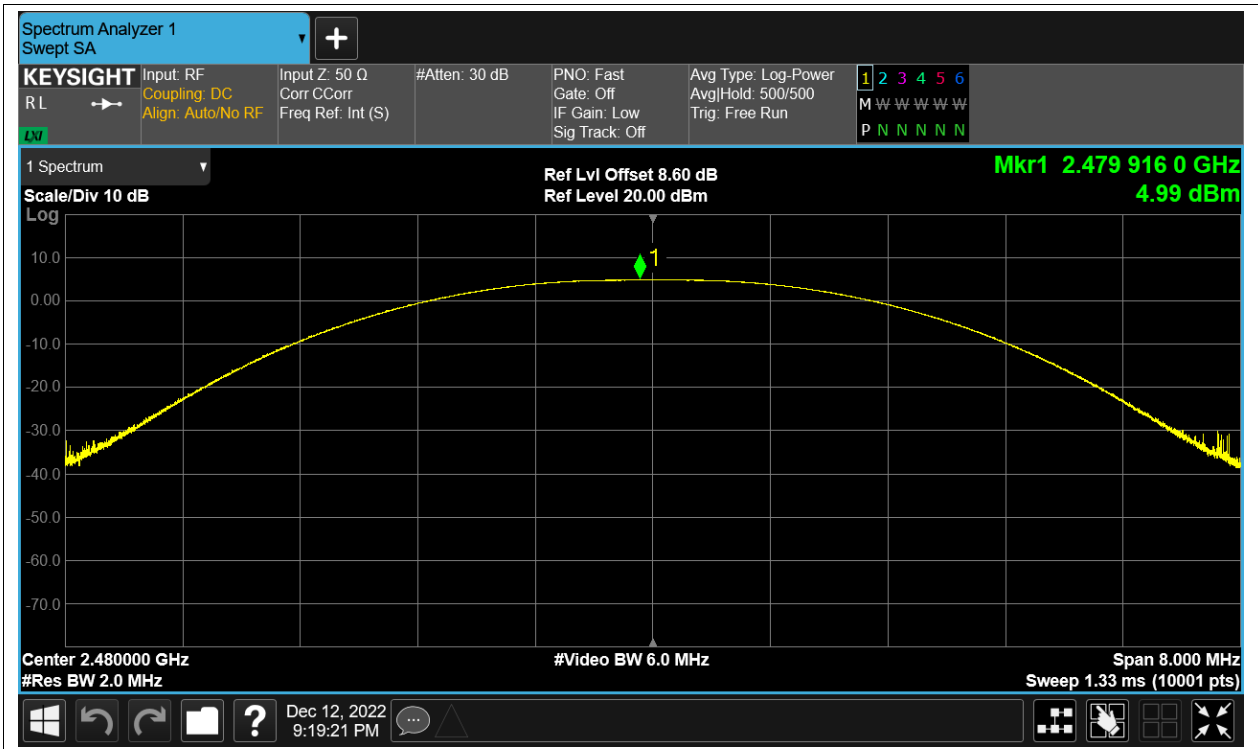 Spectrum Analyzer 1
Swept SA
+
KEYSIGHT
R L
LXI
Input: RF
Coupling: DC
Align: Auto/No RF
Input Z: 50 Ω
Corr CCorr
Freq Ref: Int (S)
#Atten: 30 dB
PNO: Fast
Gate: Off
IF Gain: Low
Sig Track: Off
Avg Type: Log-Power
Avg|Hold: 500/500
Trig: Free Run
1 2 3 4 5 6
M W W W W W
P N N N N N
1 Spectrum
Scale/Div 10 dB
Log
Ref Lvl Offset 8.60 dB
Ref Level 20.00 dBm
Mkr1 2.479 916 0 GHz
4.99 dBm
1
10.0
0.00
-10.0
-20.0
-30.0
-40.0
-50.0
-60.0
-70.0
Center 2.480000 GHz
#Res BW 2.0 MHz
#Video BW 6.0 MHz
Span 8.000 MHz
Sweep 1.33 ms (10001 pts)
?
Dec 12, 2022
9:19:21 PM